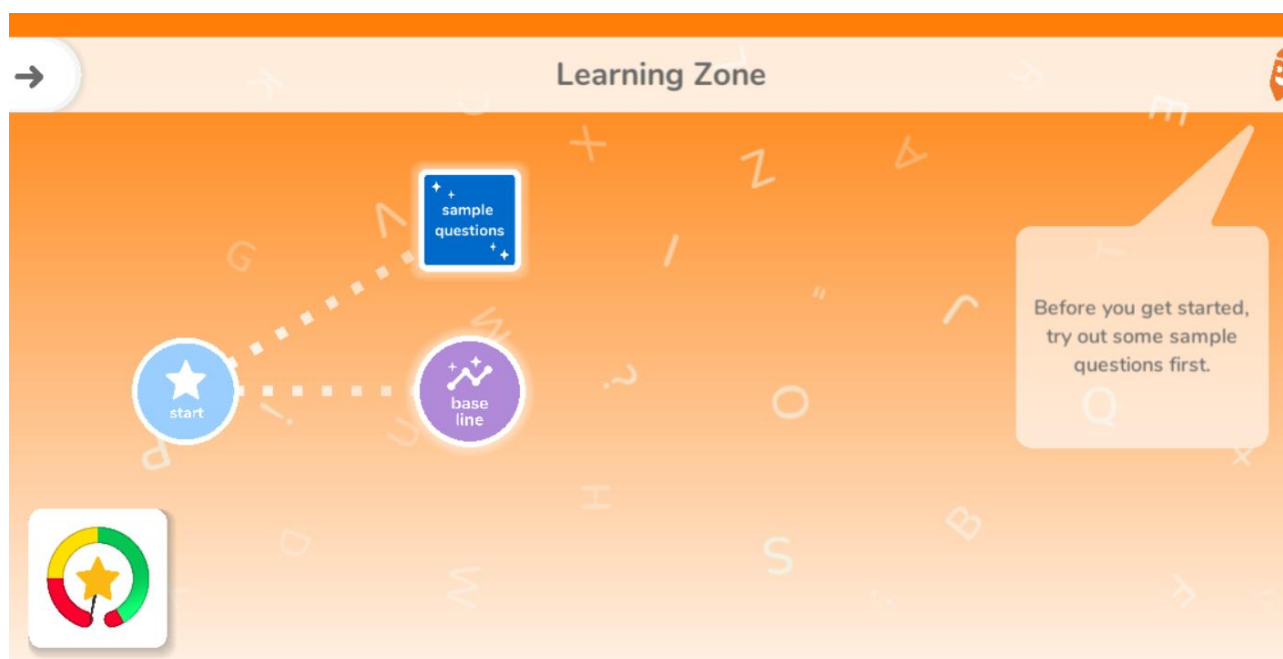 Learning Zone
sample
questions
start
base
line
Before you get started,
try out some sample
questions first.